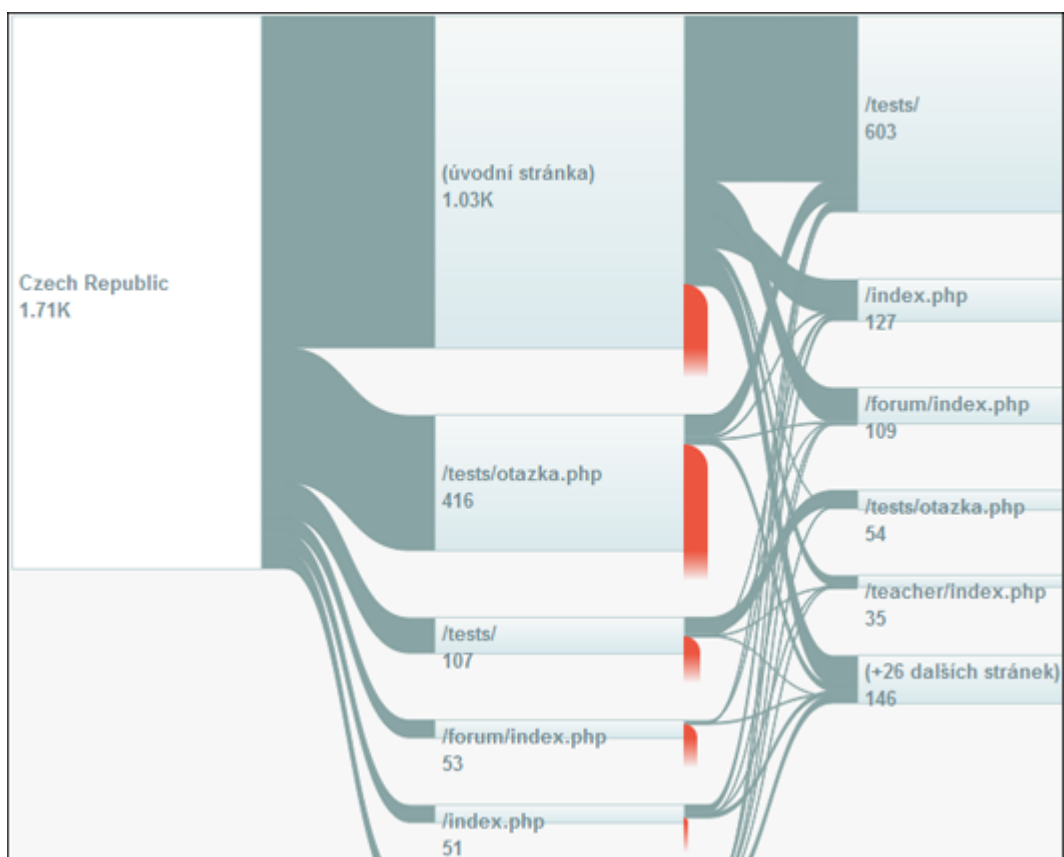 Czech Republic
1.71K
(úvodní stránka)
1.03K
/tests/otazka.php
416
/tests/
107
/forum/index.php
53
/index.php
51
/tests/
603
/index.php
127
/forum/index.php
109
/tests/otazka.php
54
/teacher/index.php
35
(+26 dalších stránek)
146